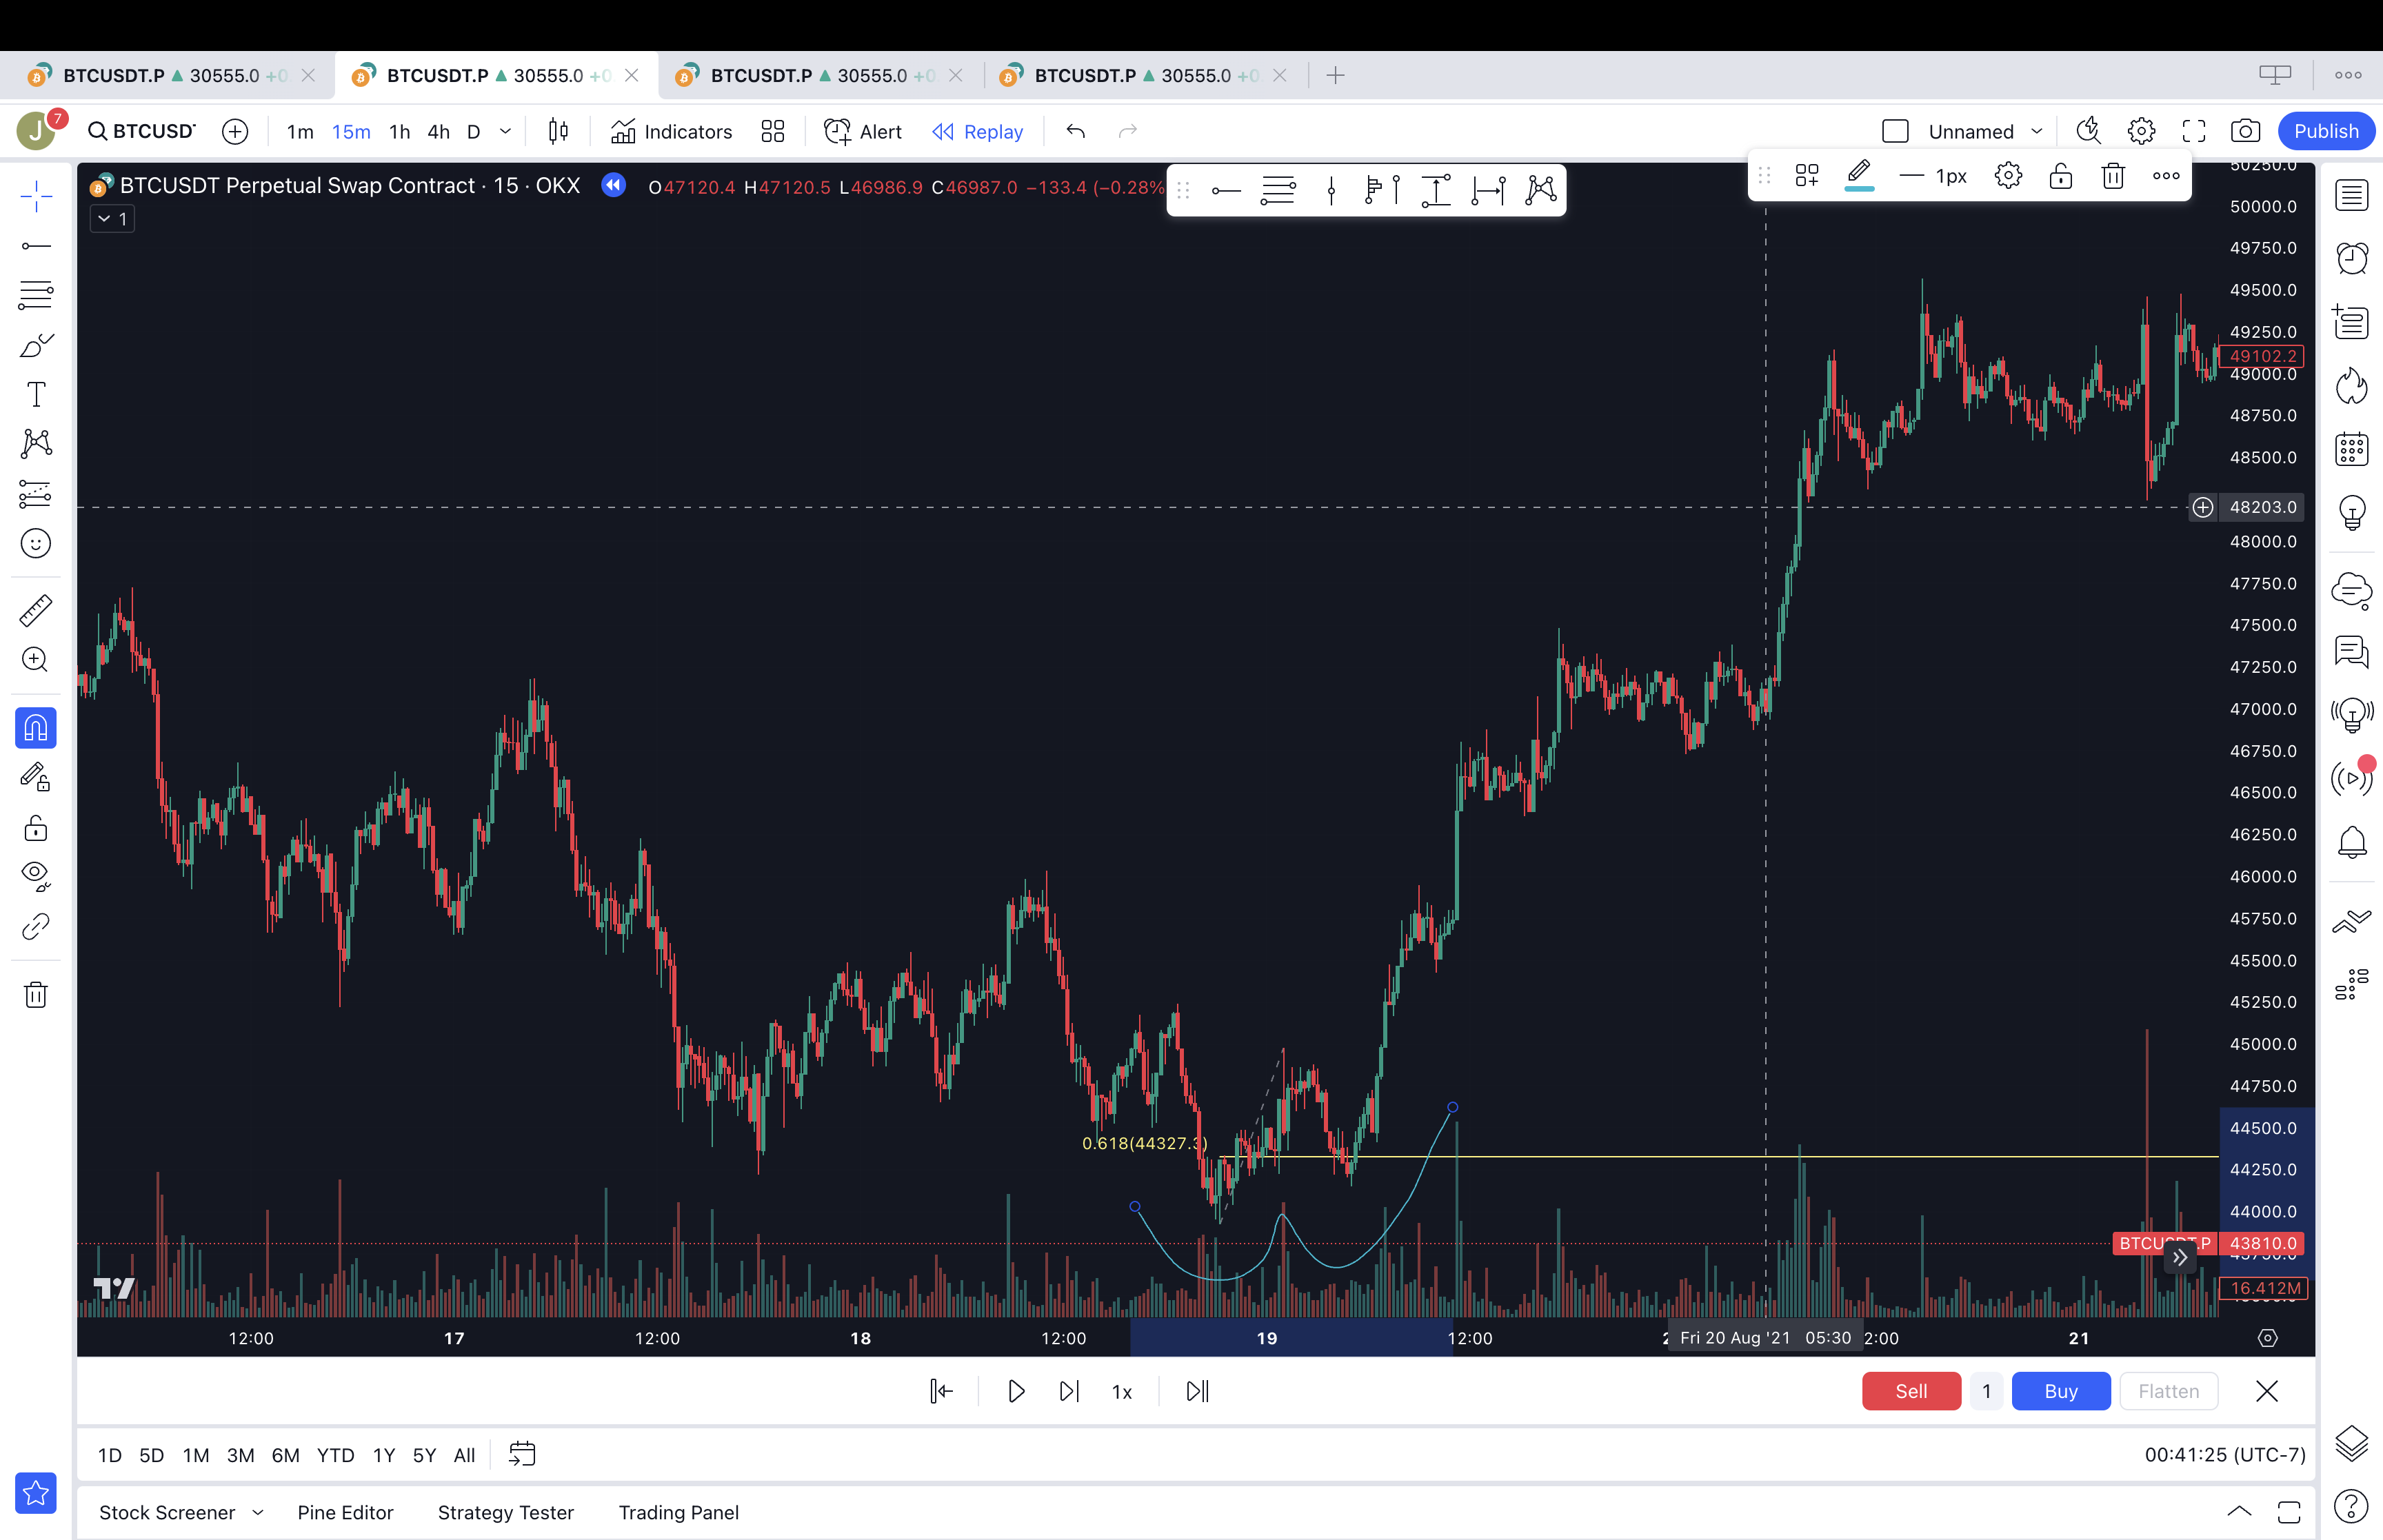 BTCUSDT.P ▲ 30555.0 +0 BTCUSDT.P ▲ 30555.0 +0 BTCUSDT.P ▲ 30555.0 +0 BTCUSDT.P ▲ 30555.0 +0
J 7 BTCUSD 1m 15m 1h 4h D Indicators Alert Replay Unnamed Publish
BTCUSDT Perpetual Swap Contract · 15 · OKX O47120.4 H47120.5 L46986.9 C46987.0 −133.4 (−0.28%
1px
1
50250.0
50000.0
49750.0
49500.0
49250.0
49102.2
49000.0
48750.0
48500.0
48203.0
48000.0
47750.0
47500.0
47250.0
47000.0
46750.0
46500.0
46250.0
46000.0
45750.0
45500.0
45250.0
45000.0
44750.0
44500.0
0.618(44327.3)
44250.0
44000.0
BTCUSDT.P 43810.0
16.412M
12:00 17 12:00 18 12:00 19 12:00 Fri 20 Aug '21 05:30 2:00 21
1x Sell 1 Buy Flatten
1D 5D 1M 3M 6M YTD 1Y 5Y All 00:41:25 (UTC-7)
Stock Screener Pine Editor Strategy Tester Trading Panel